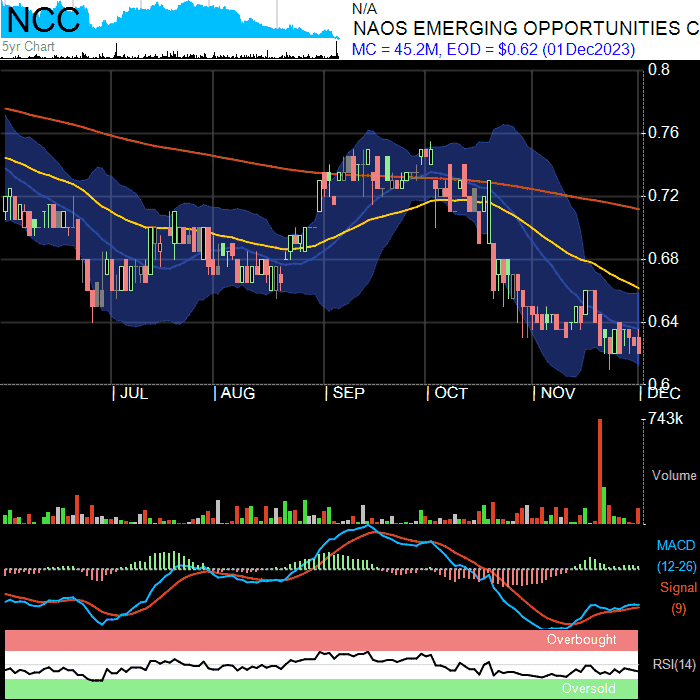 NCC
5yr Chart
N/A
NAOS EMERGING OPPORTUNITIES C
MC = 45.2M, EOD = $0.62 (01Dec2023)
0.8
0.76
0.72
0.68
0.64
0.6
JUL AUG SEP OCT NOV DEC
743k
Volume
MACD
(12-26)
Signal
(9)
Overbought
RSI(14)
Oversold